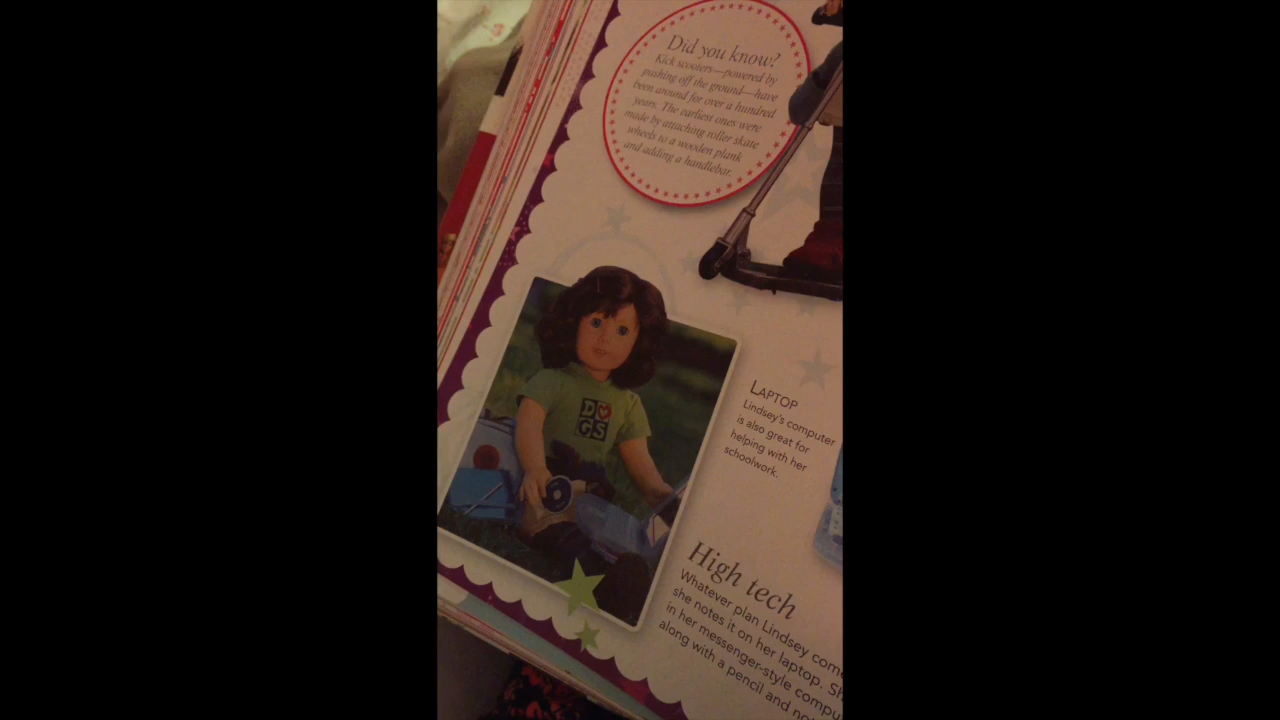 Did you know?
Kick scooters—powered by
pushing off the ground—have
been around for over a hundred
years. The earliest ones were
made by attaching roller skate
wheels to a wooden plank
and adding a handlebar.
D
GS
LAPTOP
Lindsey's computer
is also great for
helping with her
schoolwork.
High tech
Whatever plan Lindsey
she notes it on her laptop.
in her messenger-style
along with a pencil and